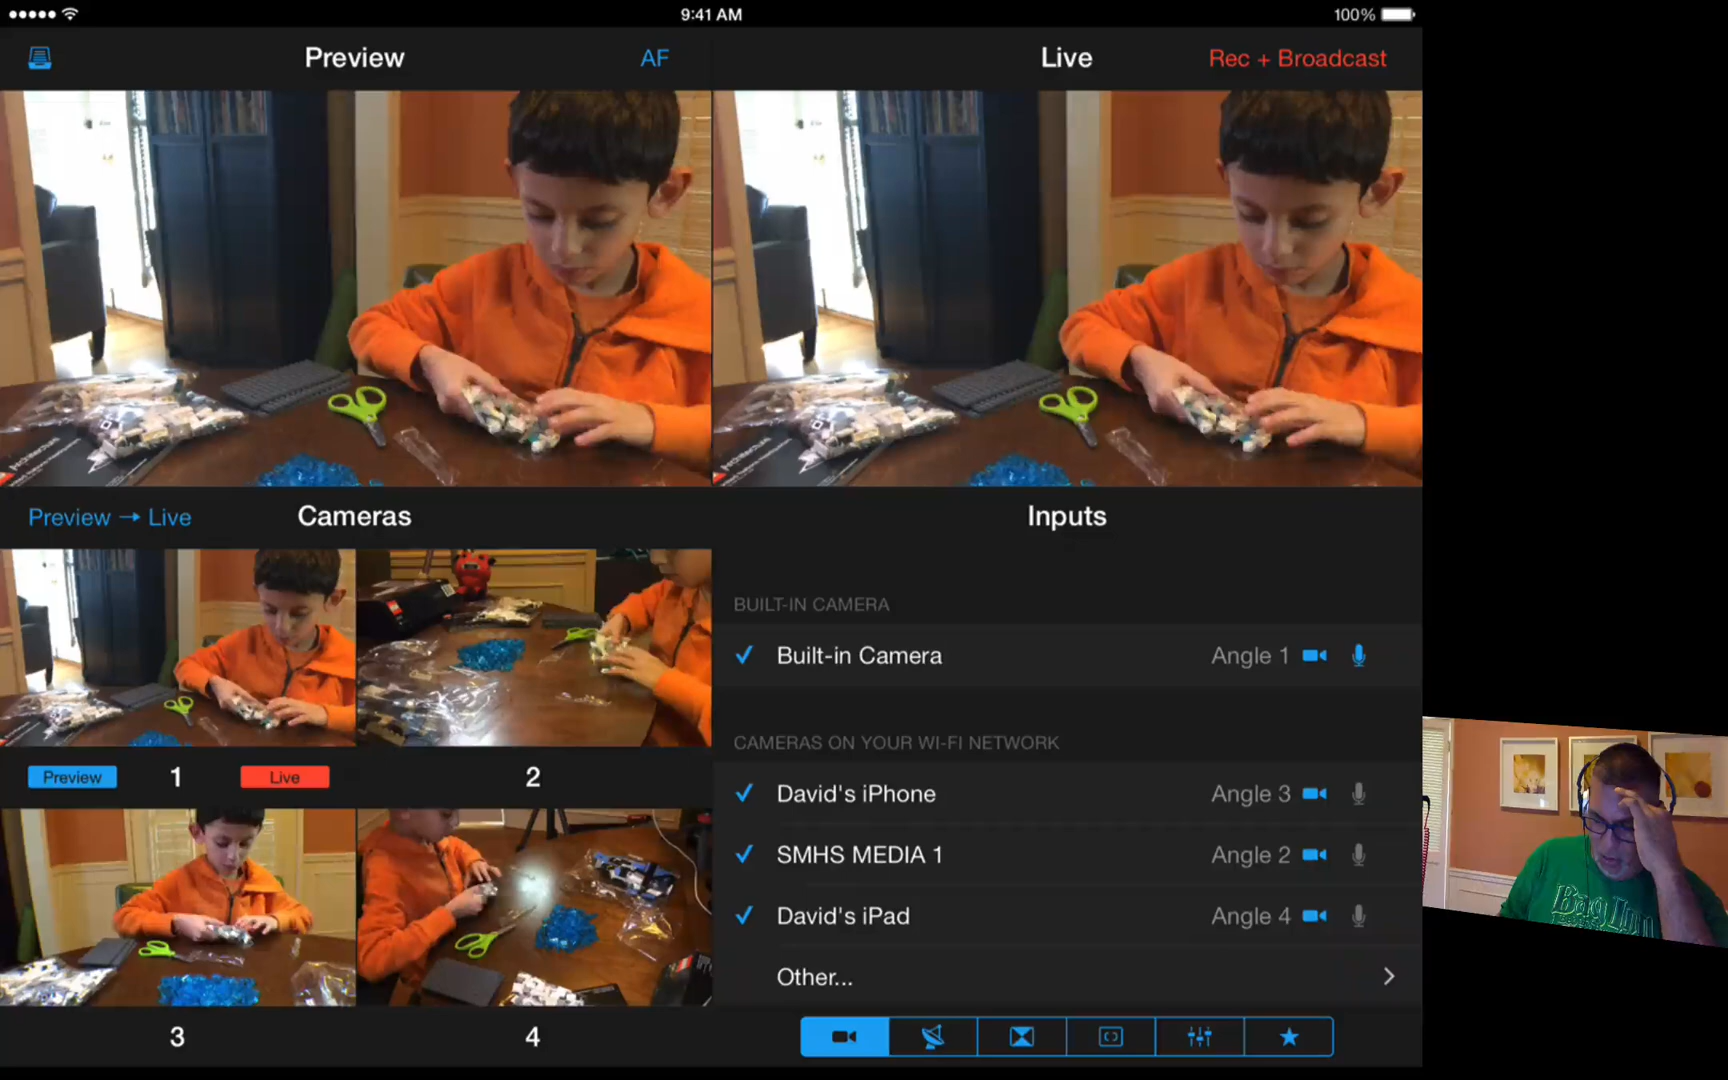 9:41 AM
100%
Preview
AF
Live
Rec + Broadcast
Architecture
Preview → Live
Cameras
Inputs
BUILT-IN CAMERA
Built-in Camera
Angle 1
CAMERAS ON YOUR WI-FI NETWORK
Preview
1
Live
2
David's iPhone
Angle 3
SMHS MEDIA 1
Angle 2
David's iPad
Angle 4
Other...
3
4